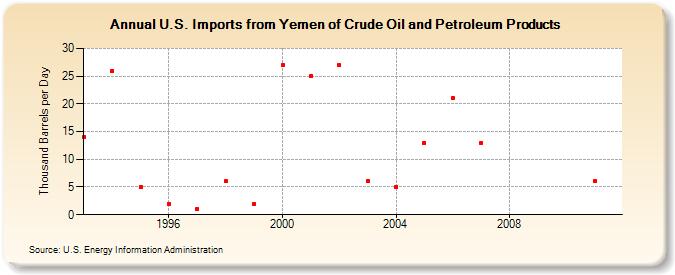 Annual U.S. Imports from Yemen of Crude Oil and Petroleum Products
Thousand Barrels per Day
30
25
20
15
10
5
0
1996 2000 2004 2008
Source: U.S. Energy Information Administration